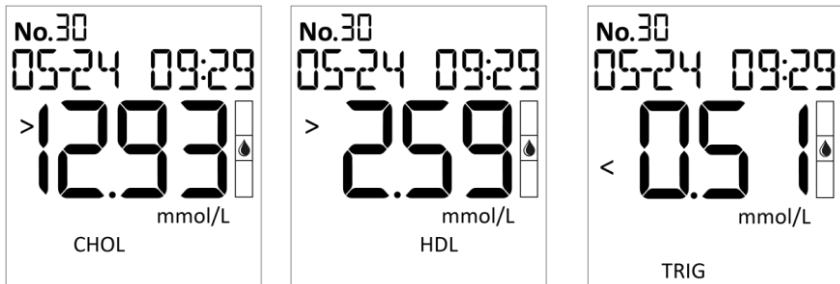 No.30
05-24 09:29
>12.93
mmol/L
CHOL
No.30
05-24 09:29
>2.59
mmol/L
HDL
No.30
05-24 09:29
<0.51
mmol/L
TRIG